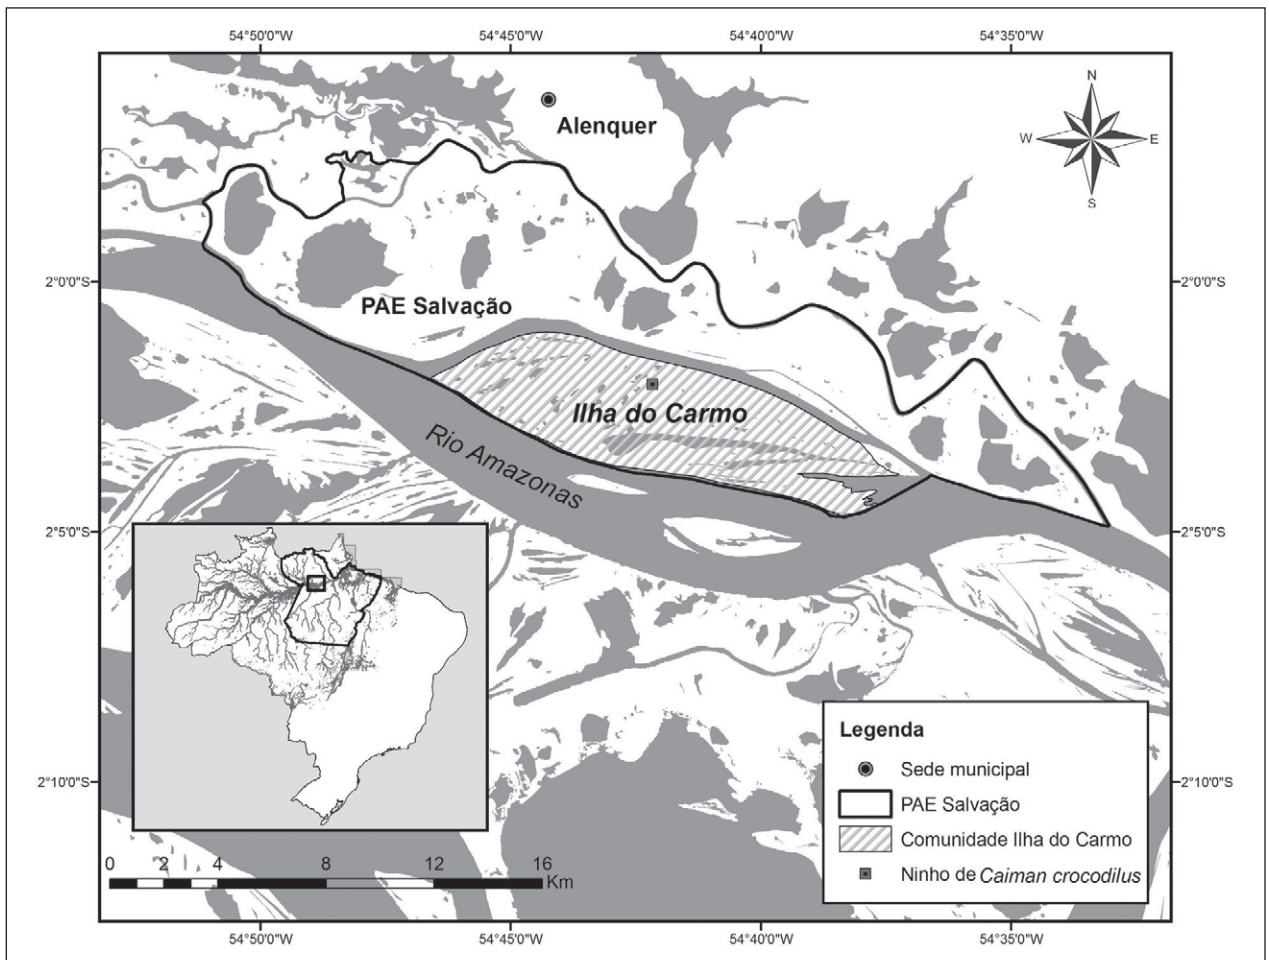 54°50'0"W 54°45'0"W 54°40'0"W 54°35'0"W
N
W E
S
Alenquer
2°0'0"S 2°0'0"S
PAE Salvação
Ilha do Carmo
Rio Amazonas
2°5'0"S 2°5'0"S
Legenda
Sede municipal
2°10'0"S 2°10'0"S
PAE Salvação
Comunidade Ilha do Carmo
Ninho de Caiman crocodilus
0 2 4 8 12 16
Km
54°50'0"W 54°45'0"W 54°40'0"W 54°35'0"W